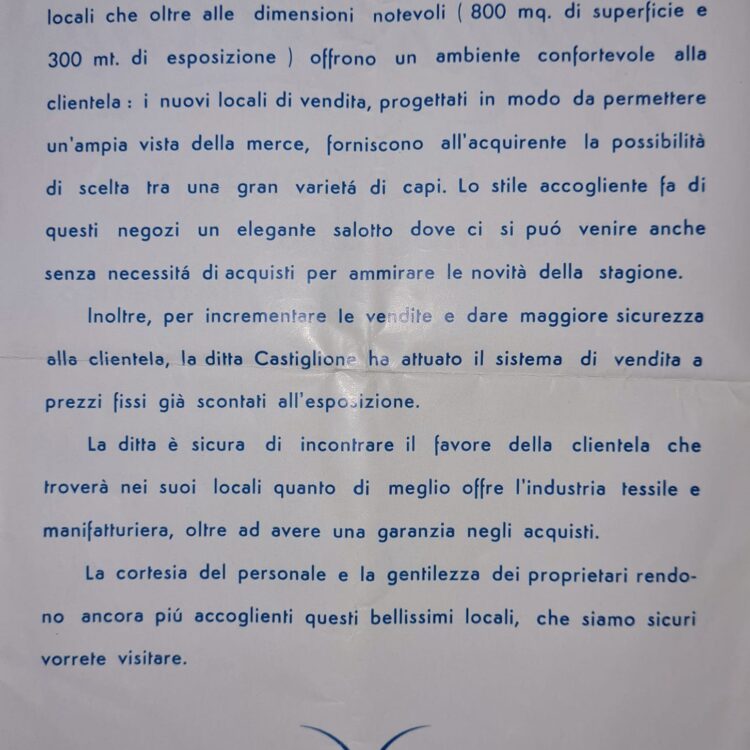 locali che oltre alle dimensioni notevoli ( 800 mq. di superficie e
300 mt. di esposizione ) offrono un ambiente confortevole alla
clientela : i nuovi locali di vendita, progettati in modo da permettere
un'ampia vista della merce, forniscono all'acquirente la possibilità
di scelta tra una gran varietá di capi. Lo stile accogliente fa di
questi negozi un elegante salotto dove ci si puó venire anche
senza necessitá di acquisti per ammirare le novità della stagione.
Inoltre, per incrementare le vendite e dare maggiore sicurezza
alla clientela, la ditta Castiglione ha attuato il sistema di vendita a
prezzi fissi già scontati all'esposizione.
La ditta è sicura di incontrare il favore della clientela che
troverà nei suoi locali quanto di meglio offre l'industria tessile e
manifatturiera, oltre ad avere una garanzia negli acquisti.
La cortesia del personale e la gentilezza dei proprietari rendo-
no ancora piú accoglienti questi bellissimi locali, che siamo sicuri
vorrete visitare.